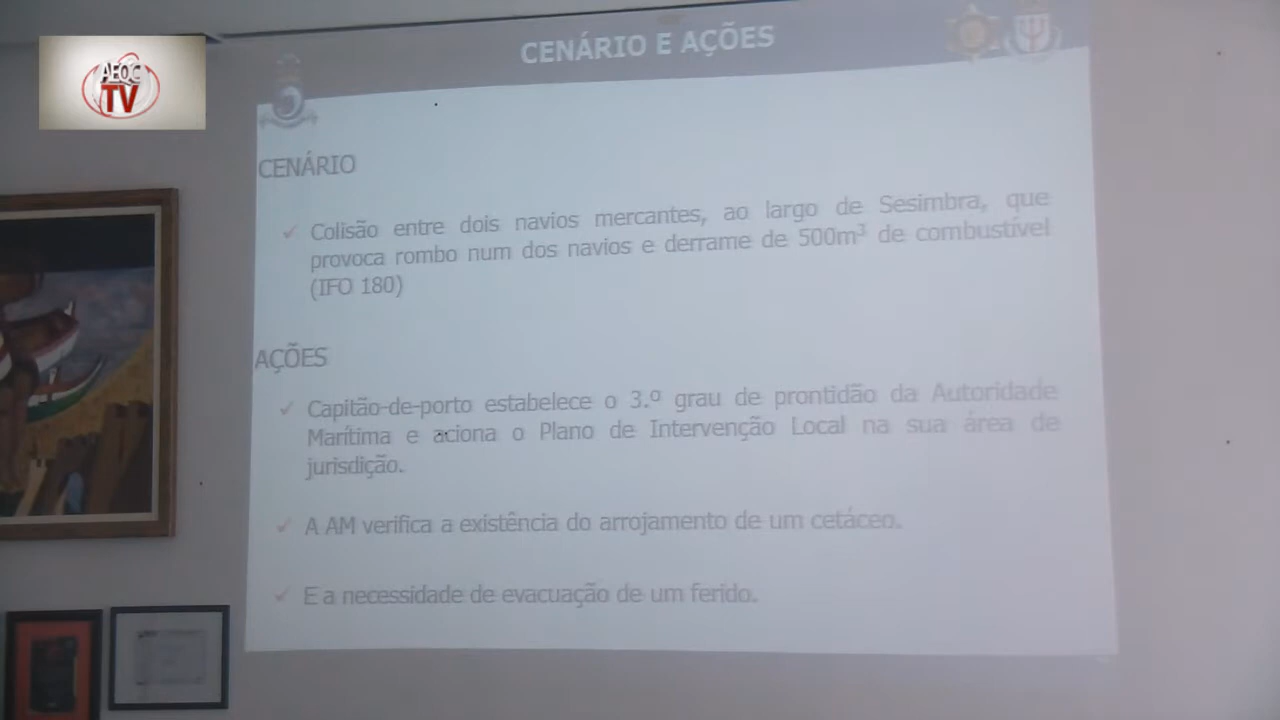 AEQC
TV
CENÁRIO E AÇÕES
CENÁRIO
✓ Colisão entre dois navios mercantes, ao largo de Sesimbra, que
provoca rombo num dos navios e derrame de 500m³ de combustível
(IFO 180)
AÇÕES
✓ Capitão-de-porto estabelece o 3.º grau de prontidão da Autoridade
Marítima e aciona o Plano de Intervenção Local na sua área de
jurisdição.
✓ A AM verifica a existência do arrojamento de um cetáceo.
✓ E a necessidade de evacuação de um ferido.